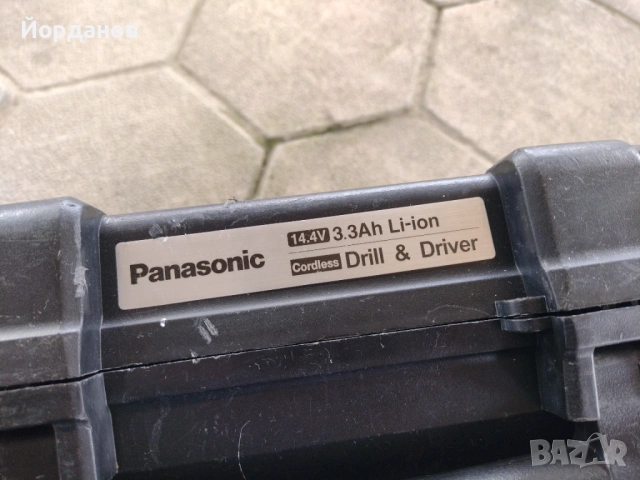 Йорданов
Panasonic
14.4V 3.3Ah Li-ion
Cordless Drill & Driver
BAZAR